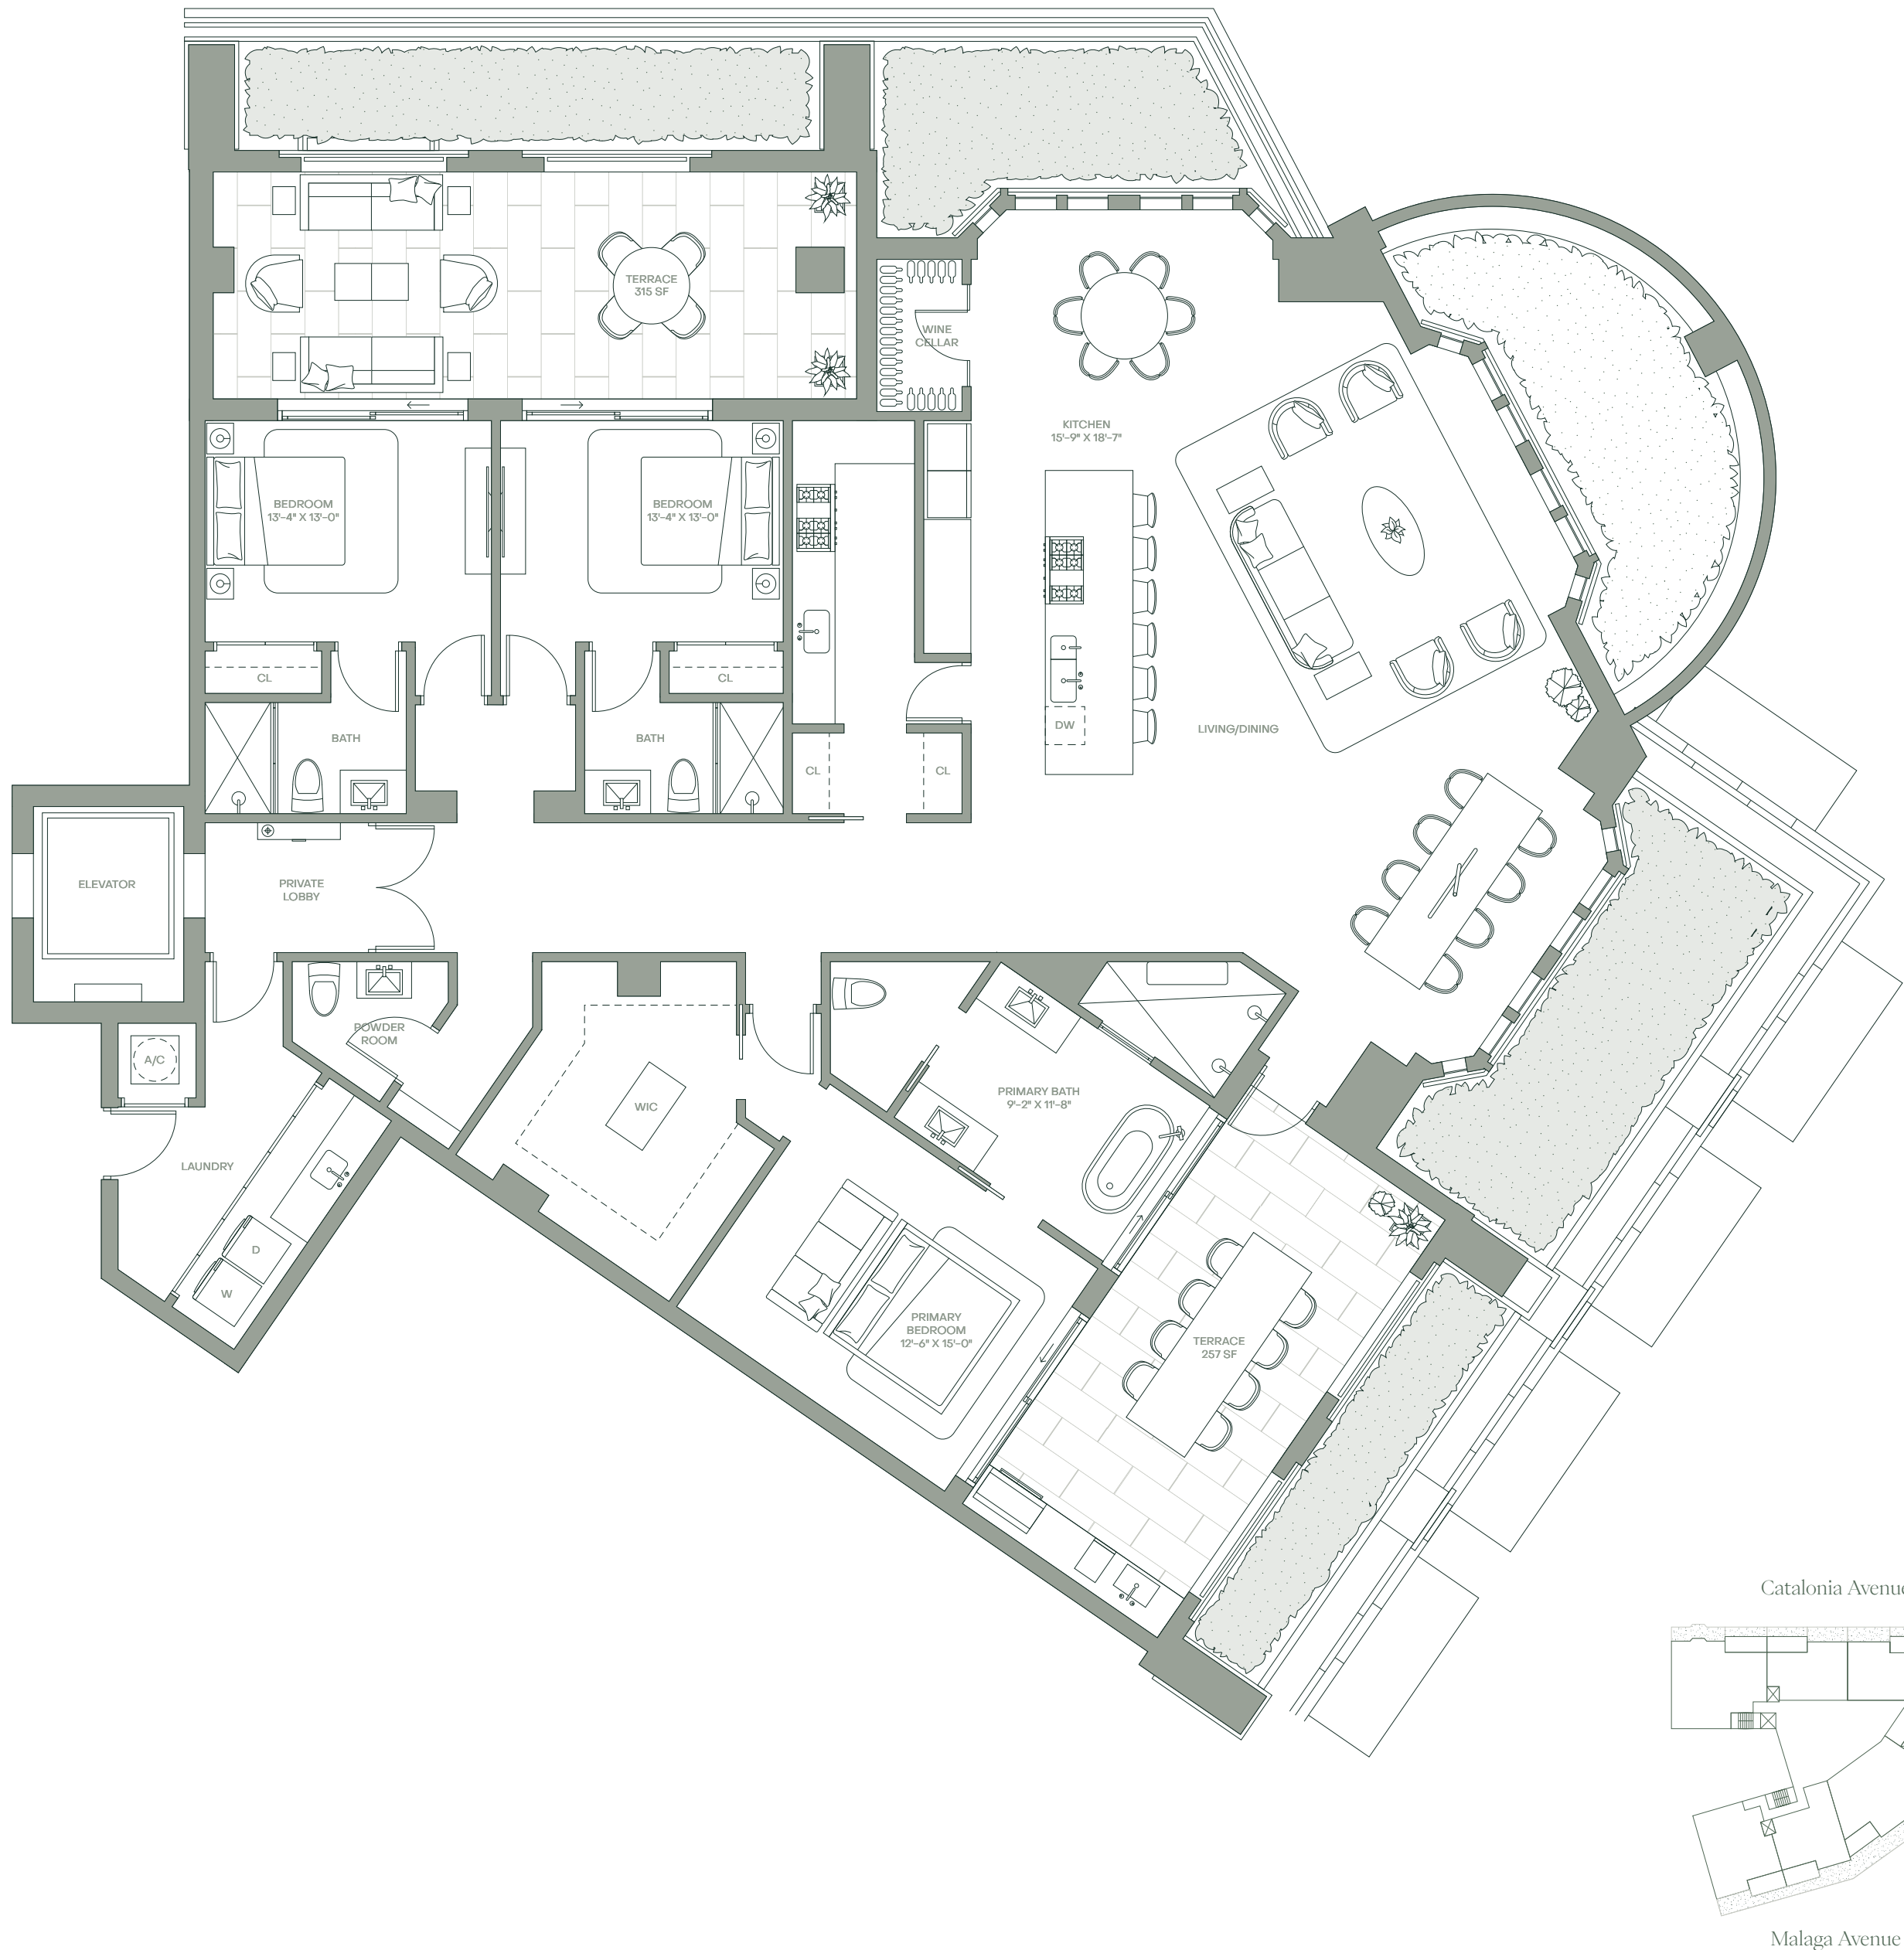 TERRACE
315 SF
WINE
CELLAR
KITCHEN
15'-9" X 18'-7"
BEDROOM
13'-4" X 13'-0"
BEDROOM
13'-4" X 13'-0"
CL
CL
BATH
BATH
CL
CL
DW
LIVING/DINING
ELEVATOR
PRIVATE
LOBBY
POWDER
ROOM
A/C
WIC
PRIMARY BATH
9'-2" X 11'-8"
LAUNDRY
D
W
PRIMARY
BEDROOM
12'-6" X 15'-0"
TERRACE
257 SF
Catalonia Avenue
Malaga Avenue